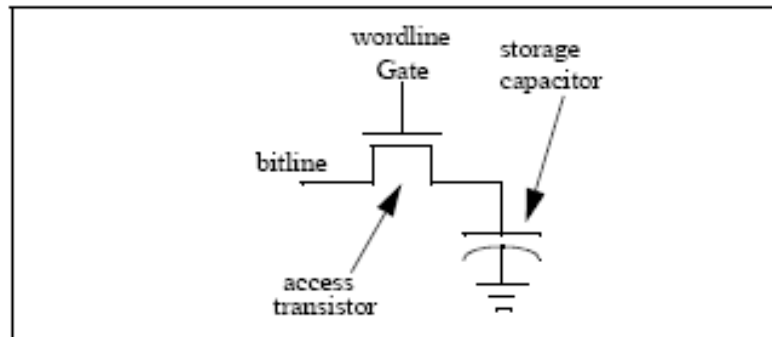 wordline
Gate
storage
capacitor
bitline
access
transistor